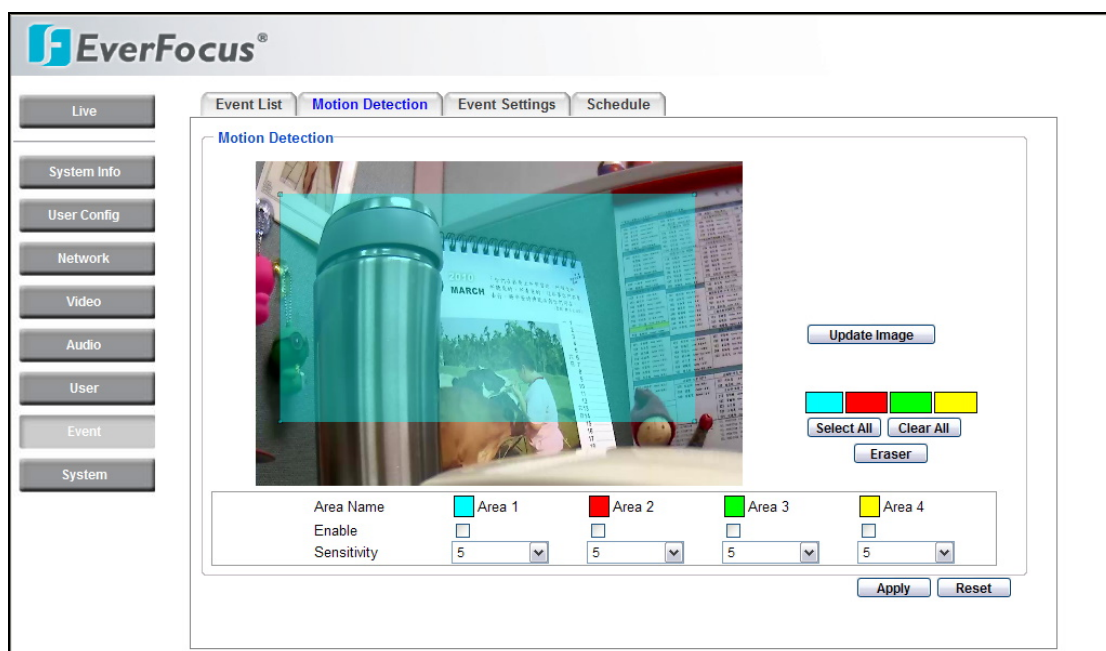 EverFocus®
Live
System Info
User Config
Network
Video
Audio
User
Event
System
Event List Motion Detection Event Settings Schedule
Motion Detection
2010
MARCH
Update Image
Select All Clear All
Eraser
Area Name Area 1 Area 2 Area 3 Area 4
Enable
Sensitivity 5 5 5 5
Apply Reset